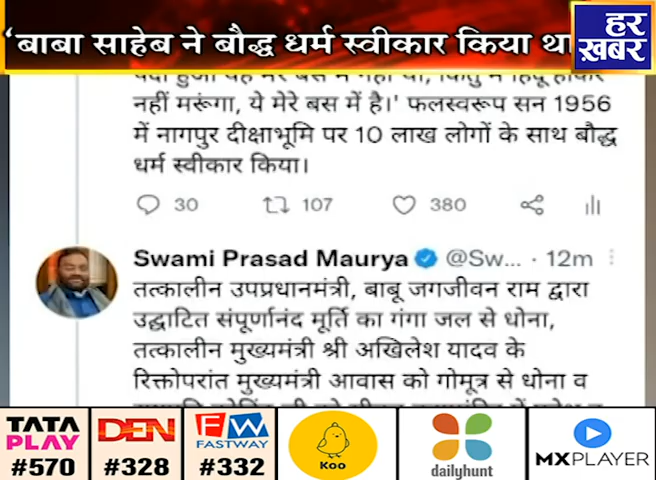 ‘बाबा साहेब ने बौद्ध धर्म स्वीकार किया था
हर
ख़बर
नहीं मरूंगा, ये मेरे बस में है।' फलस्वरूप सन 1956
में नागपुर दीक्षाभूमि पर 10 लाख लोगों के साथ बौद्ध
धर्म स्वीकार किया।
30 107 380
Swami Prasad Maurya @Sw... · 12m
तत्कालीन उपप्रधानमंत्री, बाबू जगजीवन राम द्वारा
उद्घाटित संपूर्णानंद मूर्ति का गंगा जल से धोना,
तत्कालीन मुख्यमंत्री श्री अखिलेश यादव के
रिक्तोपरांत मुख्यमंत्री आवास को गोमूत्र से धोना व
TATA PLAY #570
DEN #328
FW FASTWAY #332
Koo
dailyhunt
MXPLAYER